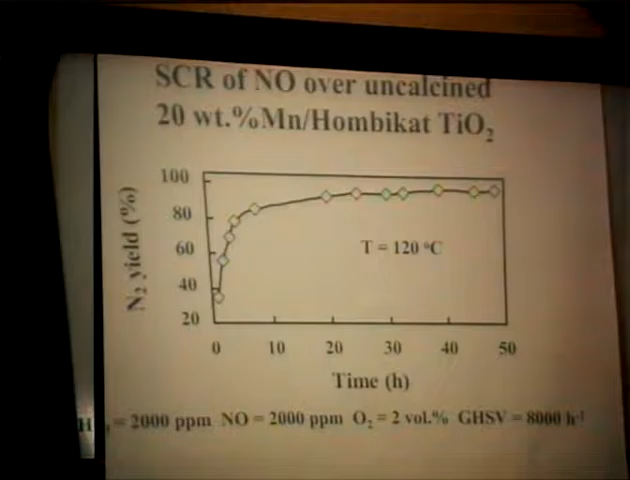 SCR of NO over uncalcined
20 wt.%Mn/Hombikat TiO₂
100
80
60
40
20
N₂ yield (%)
T = 120 °C
0 10 20 30 40 50
Time (h)
= 2000 ppm NO = 2000 ppm O₂ = 2 vol.% GHSV = 8000 h⁻¹